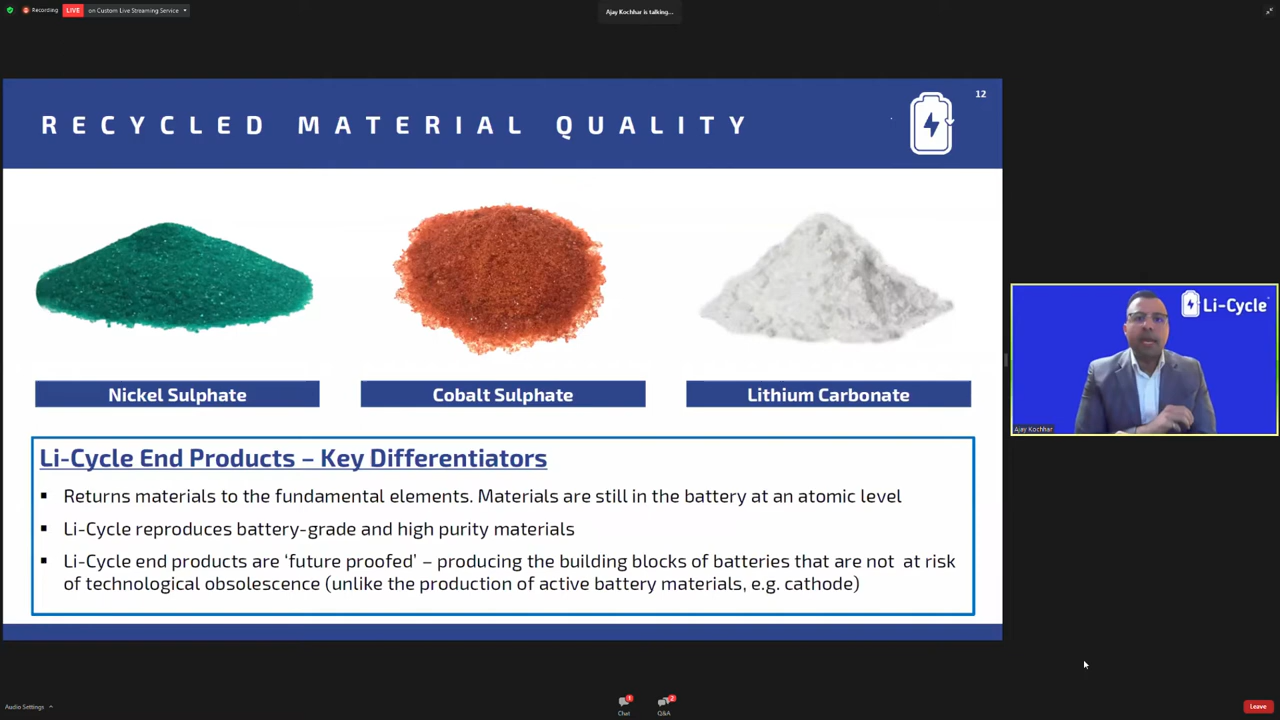 Recording
LIVE
on Custom Live Streaming Service
Ajay Kochhar is talking...
12
RECYCLED MATERIAL QUALITY
Nickel Sulphate
Cobalt Sulphate
Lithium Carbonate
Li-Cycle End Products – Key Differentiators
▪ Returns materials to the fundamental elements. Materials are still in the battery at an atomic level
▪ Li-Cycle reproduces battery-grade and high purity materials
▪ Li-Cycle end products are ‘future proofed’ – producing the building blocks of batteries that are not at risk
of technological obsolescence (unlike the production of active battery materials, e.g. cathode)
Li-Cycle
Ajay Kochhar
Audio Settings
1
Chat
2
Q&A
Leave